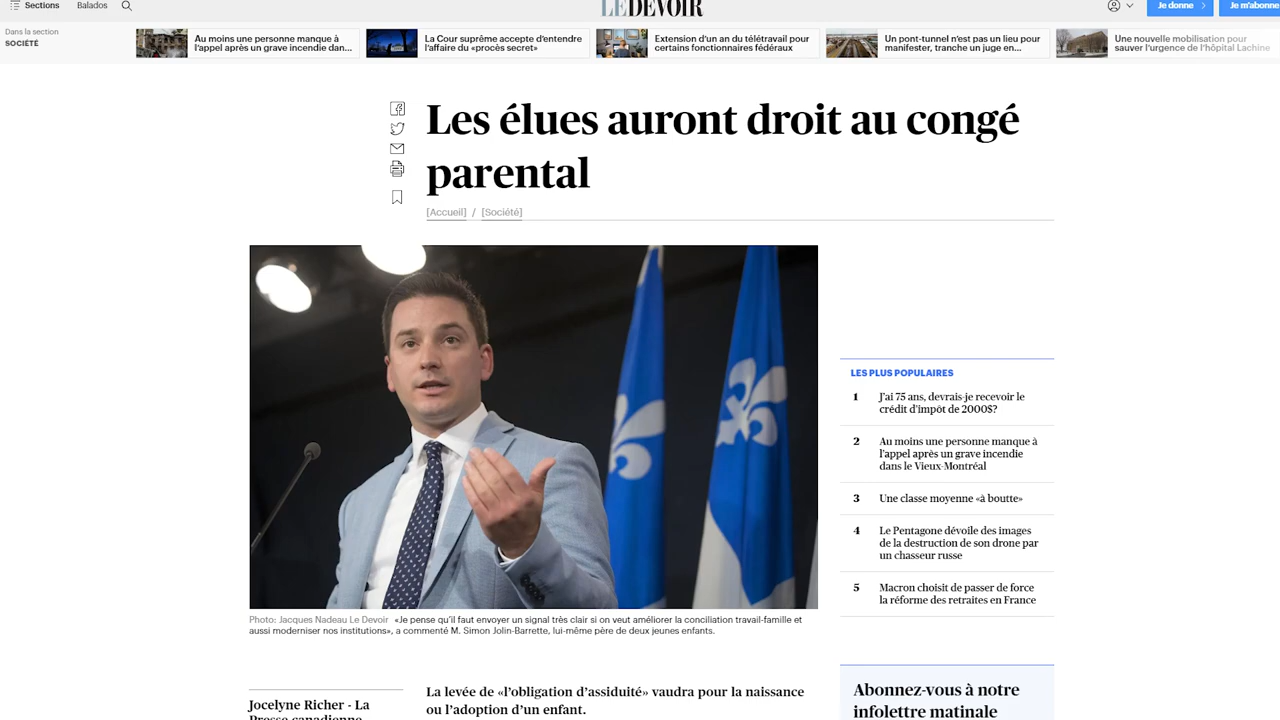 Sections
Balados
LE DEVOIR
Je donne
Je m'abonne
Dans la section
SOCIÉTÉ
Au moins une personne manque à
l'appel après un grave incendie dan...
La Cour suprême accepte d'entendre
l'affaire du «procès secret»
Extension d'un an du télétravail pour
certains fonctionnaires fédéraux
Un pont-tunnel n'est pas un lieu pour
manifester, tranche un juge en...
Une nouvelle mobilisation pour
sauver l'urgence de l'hôpital Lachine
Les élues auront droit au congé
parental
[Accueil] / [Société]
Photo: Jacques Nadeau Le Devoir «Je pense qu'il faut envoyer un signal très clair si on veut améliorer la conciliation travail-famille et
aussi moderniser nos institutions», a commenté M. Simon Jolin-Barrette, lui-même père de deux jeunes enfants.
LES PLUS POPULAIRES
1 J'ai 75 ans, devrais-je recevoir le
crédit d'impôt de 2000$?
2 Au moins une personne manque à
l'appel après un grave incendie
dans le Vieux-Montréal
3 Une classe moyenne «à boutte»
4 Le Pentagone dévoile des images
de la destruction de son drone par
un chasseur russe
5 Macron choisit de passer de force
la réforme des retraites en France
Jocelyne Richer - La
Presse canadienne
La levée de «l'obligation d'assiduité» vaudra pour la naissance
ou l'adoption d'un enfant.
Abonnez-vous à notre
infolettre matinale